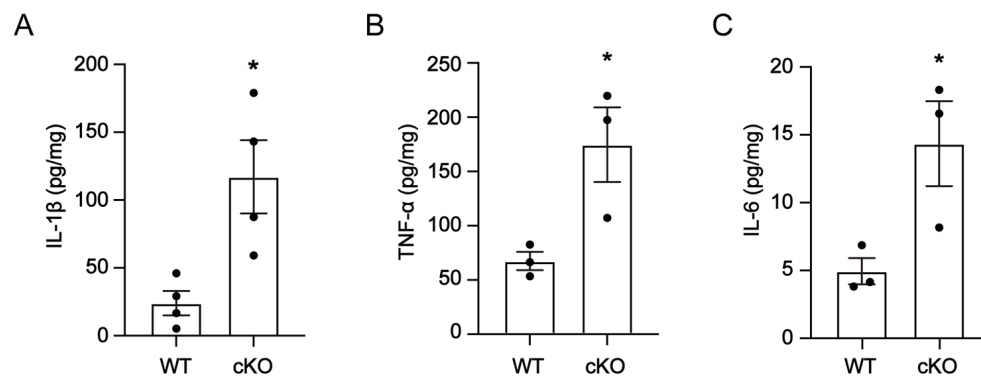 A
IL-1β (pg/mg)
200
150
100
50
0
*
WT
cKO
B
TNF-α (pg/mg)
250
200
150
100
50
0
*
WT
cKO
C
IL-6 (pg/mg)
20
15
10
5
0
*
WT
cKO